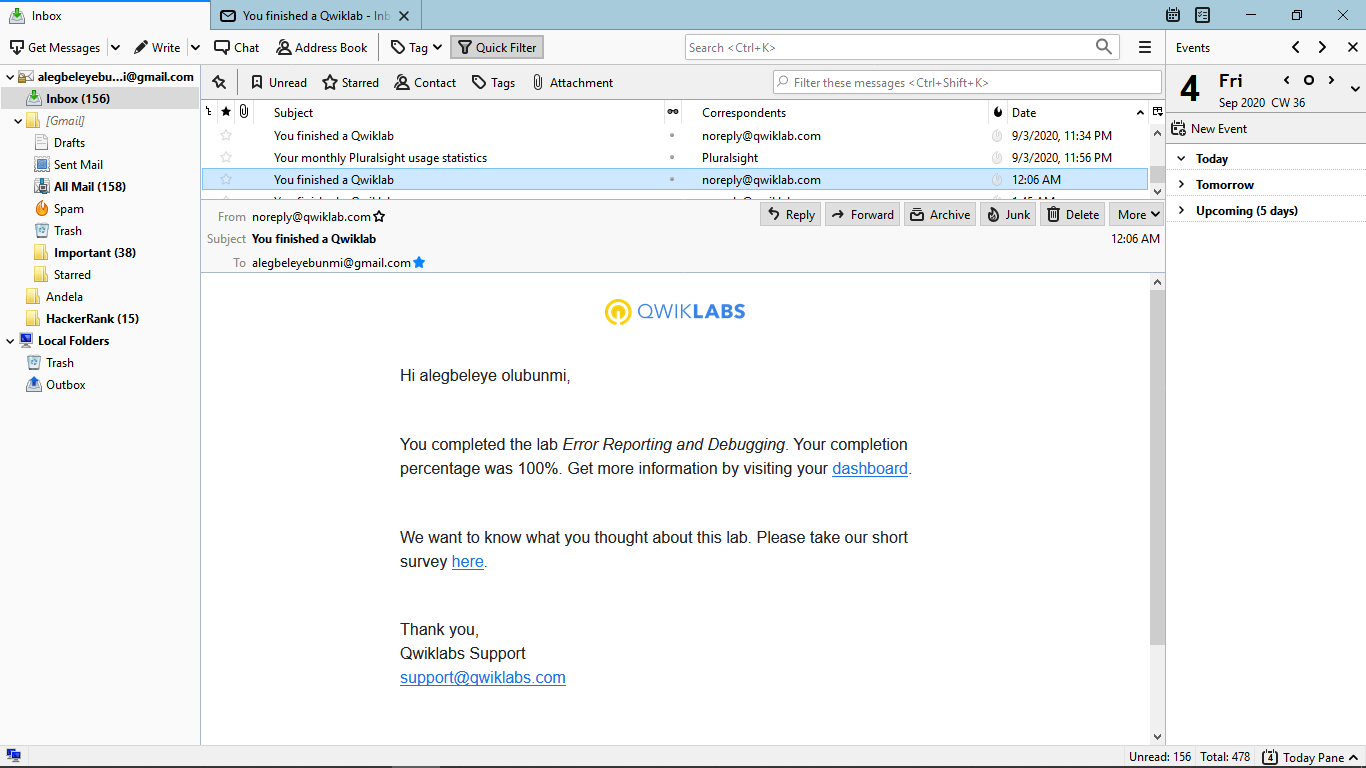 Inbox
You finished a Qwiklab - Inb
Get Messages Write Chat Address Book Tag Quick Filter Search <Ctrl+K>
Events
alegbeleyebu...i@gmail.com
Inbox (156)
[Gmail]
Drafts
Sent Mail
All Mail (158)
Spam
Trash
Important (38)
Starred
Andela
HackerRank (15)
Local Folders
Trash
Outbox
Unread Starred Contact Tags Attachment Filter these messages <Ctrl+Shift+K>
Subject Correspondents Date
You finished a Qwiklab noreply@qwiklab.com 9/3/2020, 11:34 PM
Your monthly Pluralsight usage statistics Pluralsight 9/3/2020, 11:56 PM
You finished a Qwiklab noreply@qwiklab.com 12:06 AM
From noreply@qwiklab.com Reply Forward Archive Junk Delete More
Subject You finished a Qwiklab 12:06 AM
To alegbeleyebunmi@gmail.com
QWIKLABS
Hi alegbeleye olubunmi,
You completed the lab Error Reporting and Debugging. Your completion
percentage was 100%. Get more information by visiting your dashboard.
We want to know what you thought about this lab. Please take our short
survey here.
Thank you,
Qwiklabs Support
support@qwiklabs.com
4 Fri
Sep 2020 CW 36
New Event
Today
Tomorrow
Upcoming (5 days)
Unread: 156 Total: 478 4 Today Pane